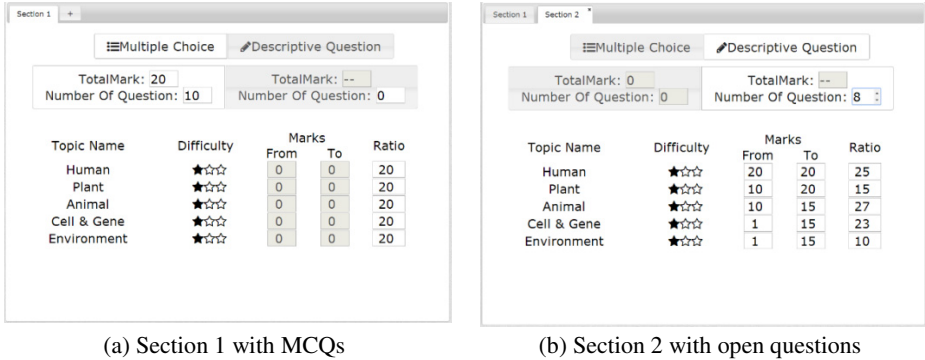 Section 1 +
Multiple Choice Descriptive Question
TotalMark: 20 TotalMark: --
Number Of Question: 10 Number Of Question: 0
Topic Name Difficulty Marks Ratio
From To
Human 0 0 20
Plant 0 0 20
Animal 0 0 20
Cell & Gene 0 0 20
Environment 0 0 20
(a) Section 1 with MCQs
Section 1 Section 2
Multiple Choice Descriptive Question
TotalMark: 0 TotalMark: --
Number Of Question: 0 Number Of Question: 8
Topic Name Difficulty Marks Ratio
From To
Human 20 20 25
Plant 10 20 15
Animal 10 15 27
Cell & Gene 1 15 23
Environment 1 15 10
(b) Section 2 with open questions